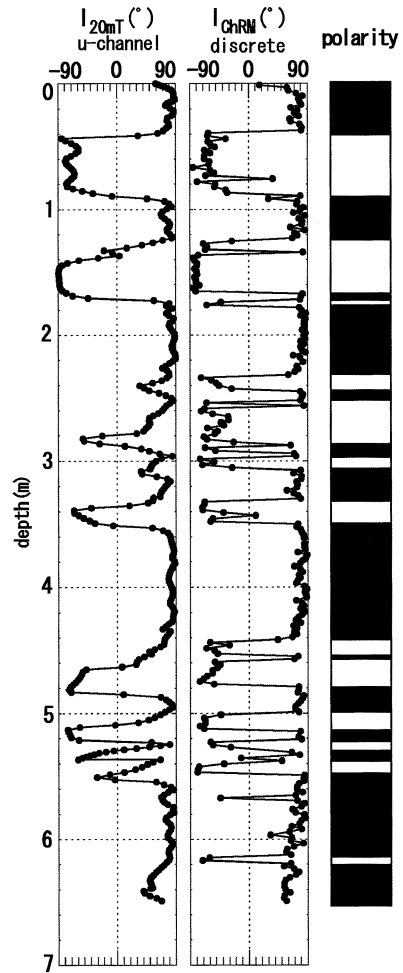 I20mT(°) IChRM(°)
u-channel discrete polarity
-90 0 90 -90 0 90
0
1
2
3
4
5
6
7
depth(m)